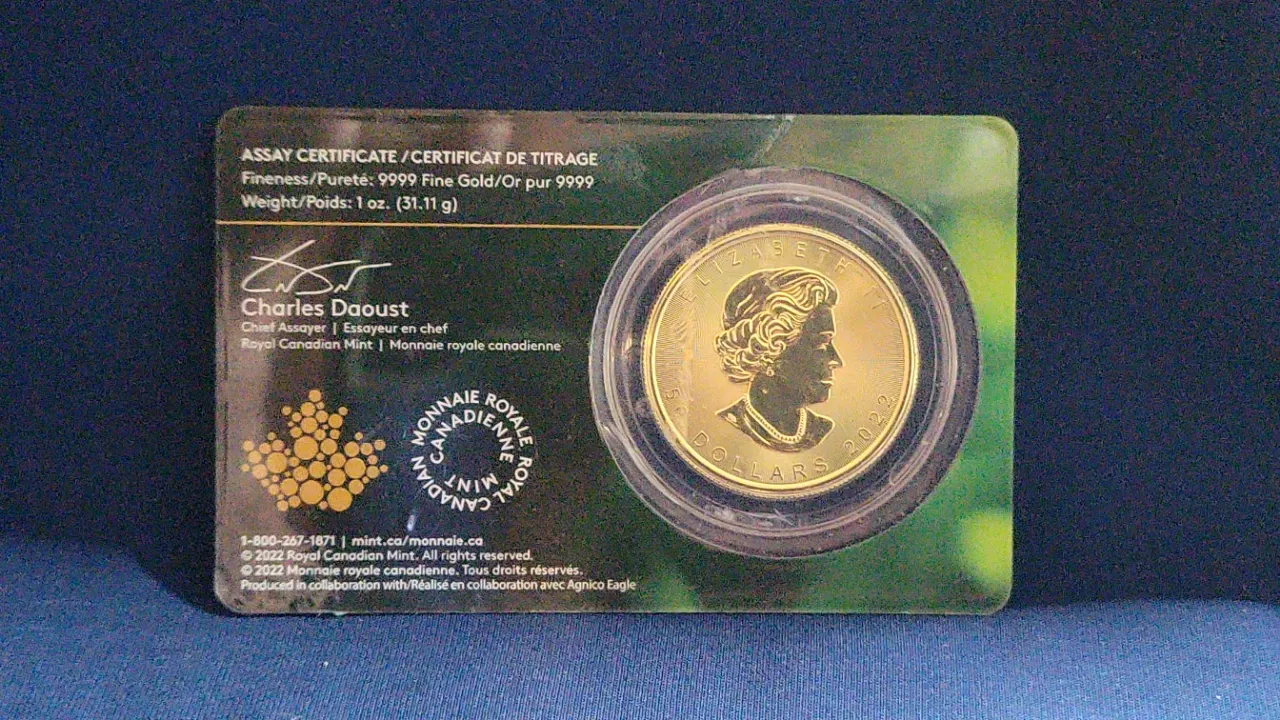 ASSAY CERTIFICATE / CERTIFICAT DE TITRAGE
Fineness/Pureté: 9999 Fine Gold/Or pur 9999
Weight/Poids: 1 oz. (31.11 g)
Charles Daoust
Chief Assayer | Essayeur en chef
Royal Canadian Mint | Monnaie royale canadienne
MONNAIE ROYALE CANADIENNE
ROYAL CANADIAN MINT
1-800-267-1871 | mint.ca/monnaie.ca
© 2022 Royal Canadian Mint. All rights reserved.
© 2022 Monnaie royale canadienne. Tous droits réservés.
Produced in collaboration with/Réalisé en collaboration avec Agnico Eagle
ELIZABETH II
DOLLARS 2022